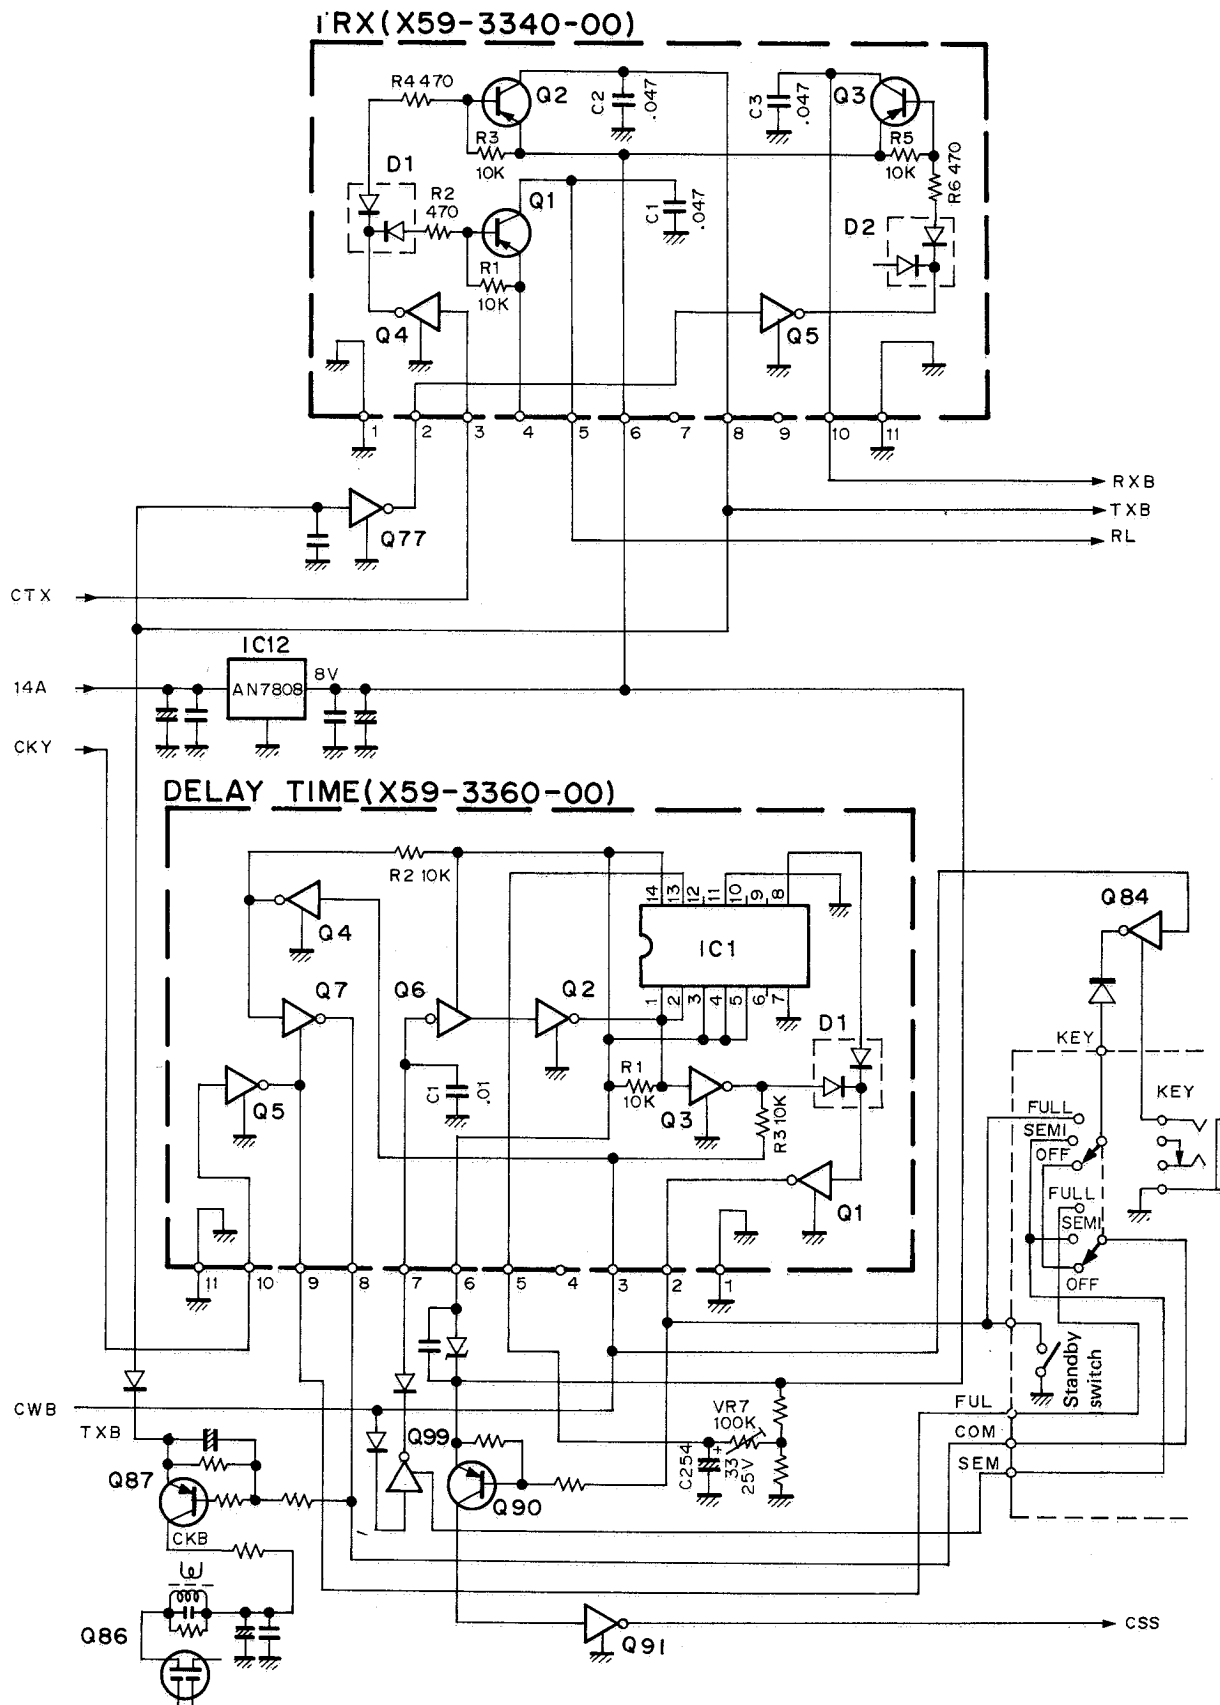 TRX(X59-3340-00)
R4 470
Q2
C2
.047
C3
.047
Q3
R3
10K
R5
10K
R6 470
D1
R2
470
Q1
C1
.047
D2
R1
10K
Q4
Q5
1
2
3
4
5
6
7
8
9
10
11
RXB
TXB
RL
Q77
CTX
IC12
14A
AN7808
8V
CKY
DELAY TIME(X59-3360-00)
R2 10K
14
13
12
11
10
9
8
Q84
Q4
IC1
Q7
Q6
Q2
1
2
3
4
5
6
7
D1
KEY
R1
10K
C1
.01
Q5
Q3
R3 10K
KEY
FULL
SEMI
OFF
Q1
FULL
SEMI
OFF
11
10
9
8
7
6
5
4
3
2
1
Standby
switch
CWB
VR7
100K
FUL
TXB
Q99
C254
+
33
25V
COM
SEM
Q87
Q90
CKB
Q86
Q91
CSS